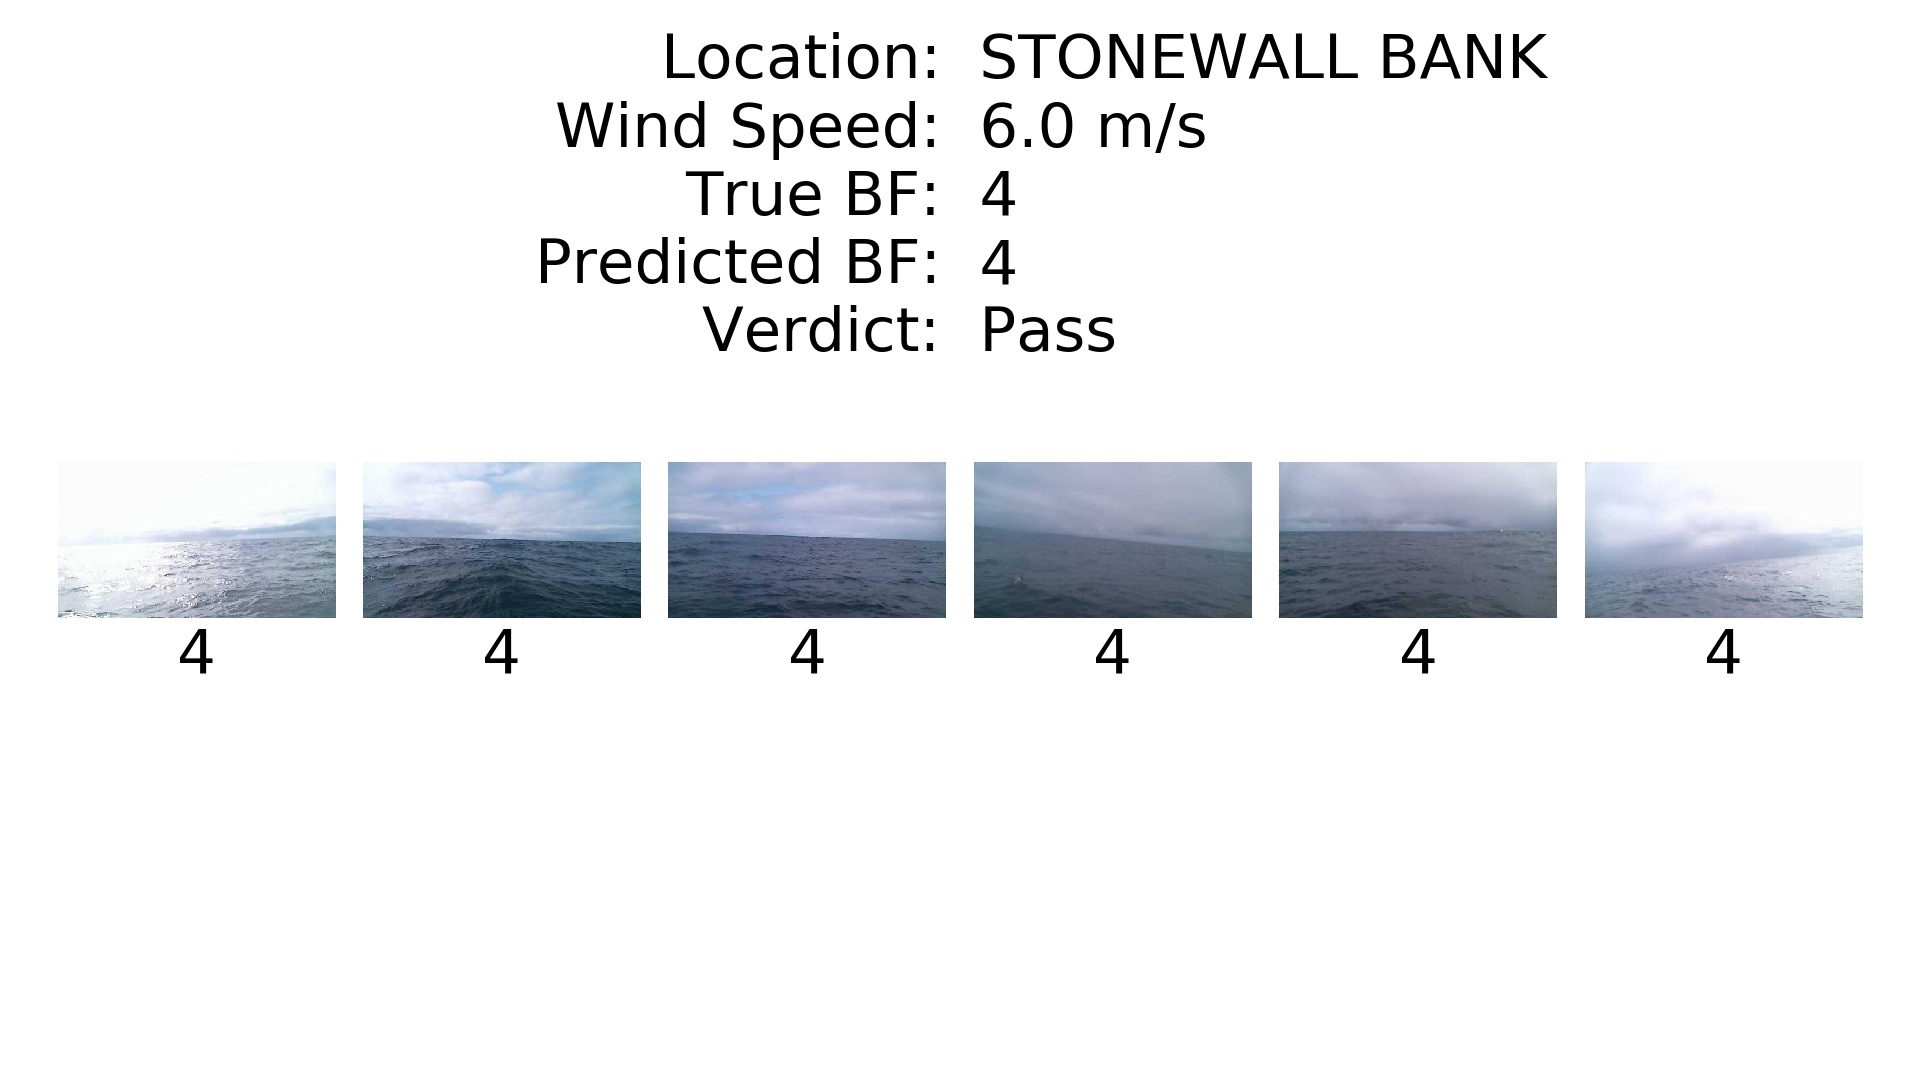 Location: STONEWALL BANK
Wind Speed: 6.0 m/s
True BF: 4
Predicted BF: 4
Verdict: Pass
4 4 4 4 4 4